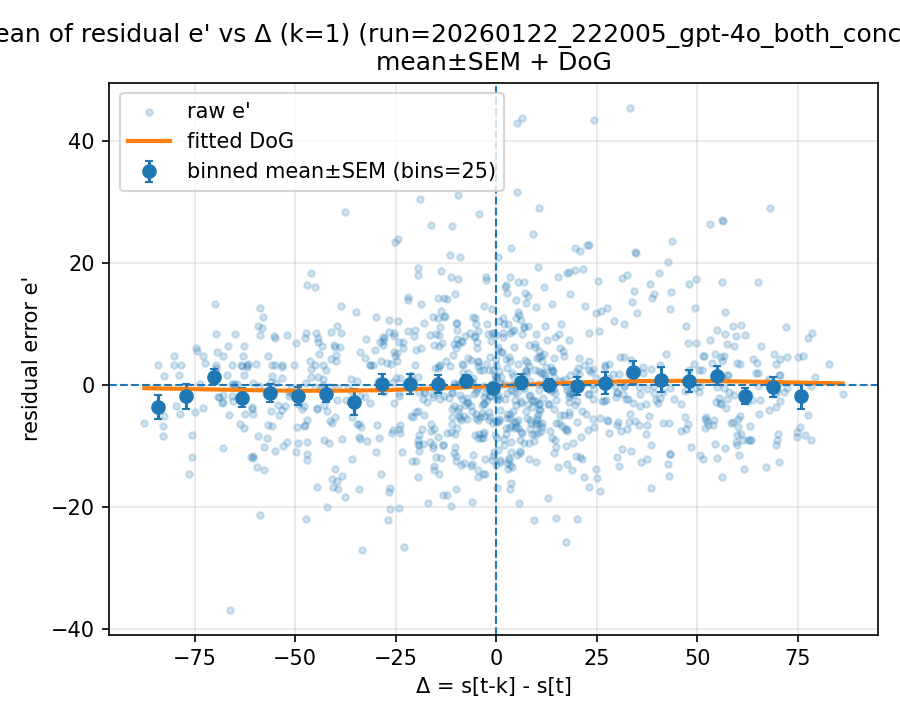 ean of residual e' vs Δ (k=1) (run=20260122_222005_gpt-4o_both_conc
mean±SEM + DoG
raw e'
fitted DoG
binned mean±SEM (bins=25)
40
20
0
−20
−40
residual error e'
−75 −50 −25 0 25 50 75
Δ = s[t-k] - s[t]